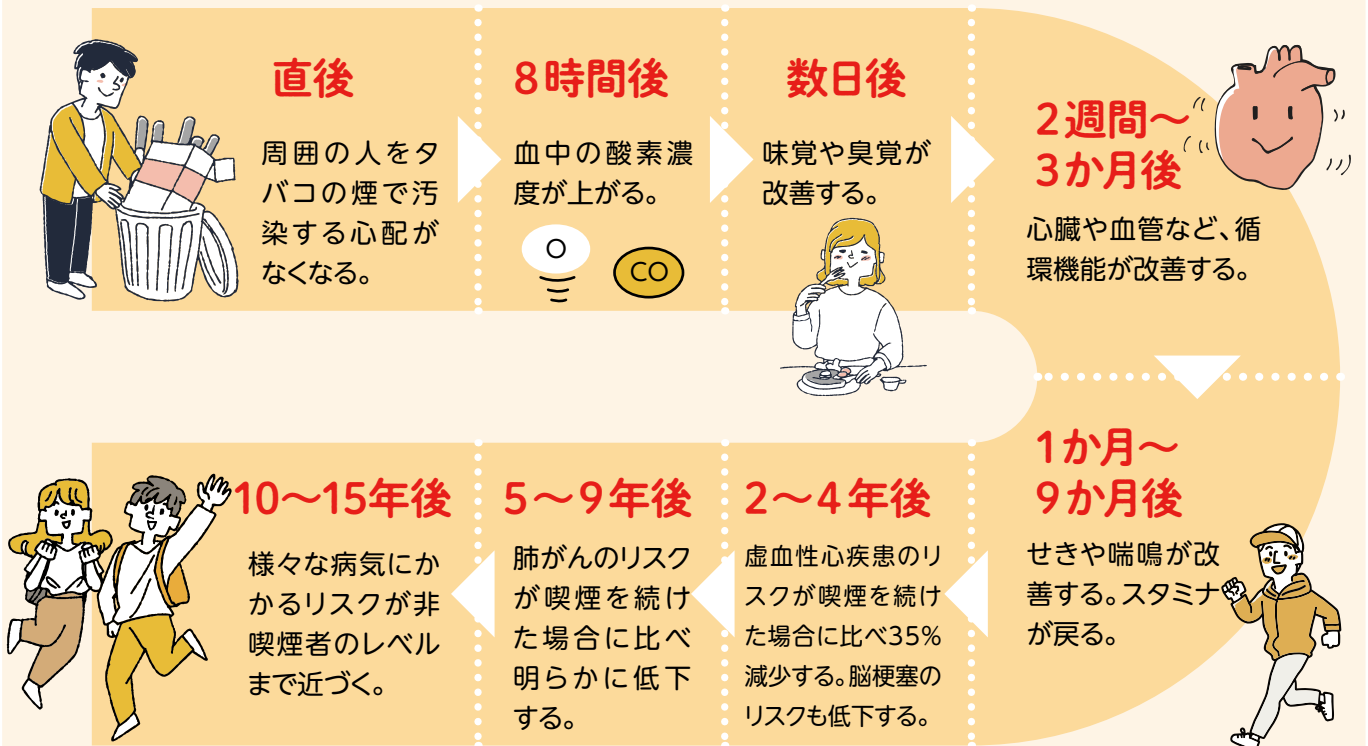 直後
周囲の人をタ
バコの煙で汚
染する心配が
なくなる。
8時間後
血中の酸素濃
度が上がる。
O
CO
数日後
味覚や臭覚が
改善する。
2週間〜
3か月後
心臓や血管など、循
環機能が改善する。
1か月〜
9か月後
せきや喘鳴が改
善する。スタミナ
が戻る。
2〜4年後
虚血性心疾患のリ
スクが喫煙を続け
た場合に比べ35%
減少する。脳梗塞の
リスクも低下する。
5〜9年後
肺がんのリスク
が喫煙を続け
た場合に比べ
明らかに低下
する。
10〜15年後
様々な病気にか
かるリスクが非
喫煙者のレベル
まで近づく。